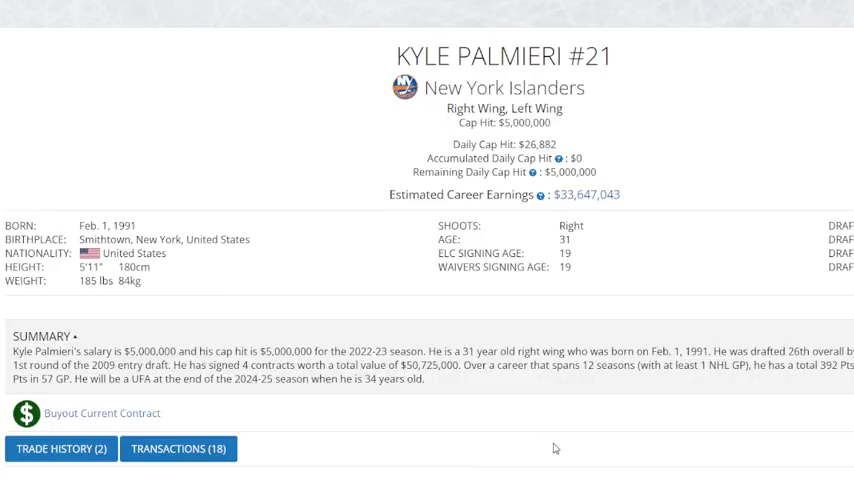 KYLE PALMIERI #21
New York Islanders
Right Wing, Left Wing
Cap Hit: $5,000,000
Daily Cap Hit: $26,882
Accumulated Daily Cap Hit ? : $0
Remaining Daily Cap Hit ? : $5,000,000
Estimated Career Earnings ? : $33,647,043
BORN: Feb. 1, 1991 SHOOTS: Right DRAF
BIRTHPLACE: Smithtown, New York, United States AGE: 31 DRAF
NATIONALITY: United States ELC SIGNING AGE: 19 DRAF
HEIGHT: 5'11" 180cm WAIVERS SIGNING AGE: 19 DRAF
WEIGHT: 185 lbs 84kg
SUMMARY
Kyle Palmieri's salary is $5,000,000 and his cap hit is $5,000,000 for the 2022-23 season. He is a 31 year old right wing who was born on Feb. 1, 1991. He was drafted 26th overall by
1st round of the 2009 entry draft. He has signed 4 contracts worth a total value of $50,725,000. Over a career that spans 12 seasons (with at least 1 NHL GP), he has a total 392 Pts
Pts in 57 GP. He will be a UFA at the end of the 2024-25 season when he is 34 years old.
$ Buyout Current Contract
TRADE HISTORY (2) TRANSACTIONS (18)